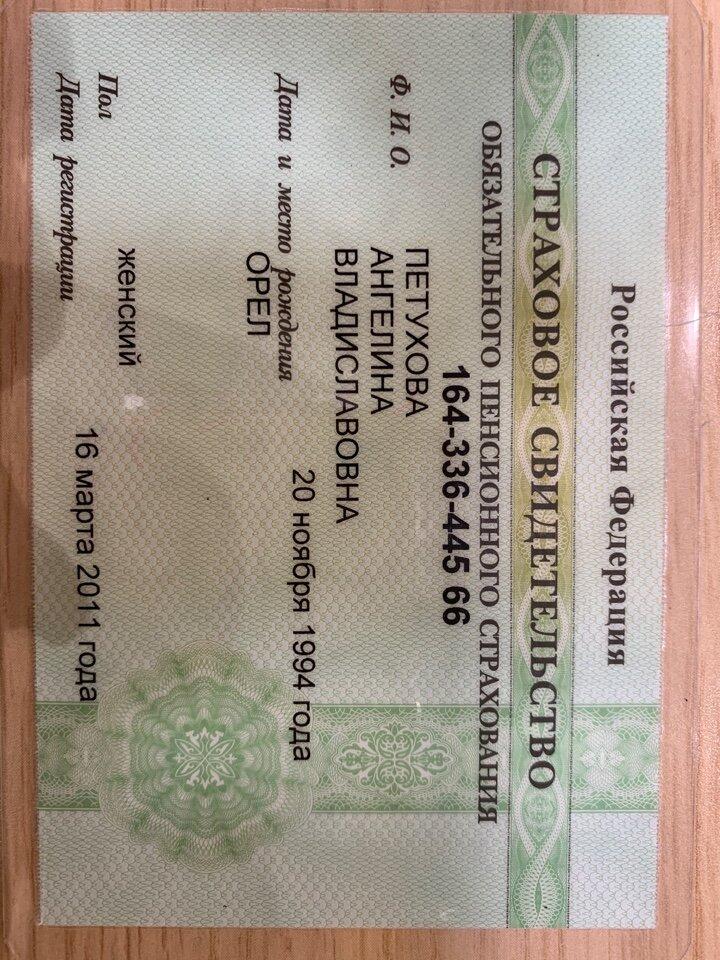 Российская Федерация
СТРАХОВОЕ СВИДЕТЕЛЬСТВО
ОБЯЗАТЕЛЬНОГО ПЕНСИОННОГО СТРАХОВАНИЯ
164-336-445 66
Ф. И. О.
ПЕТУХОВА
АНГЕЛИНА
ВЛАДИСЛАВОВНА
Дата и место рождения 20 ноября 1994 года
ОРЕЛ
Пол женский
Дата регистрации 16 марта 2011 года